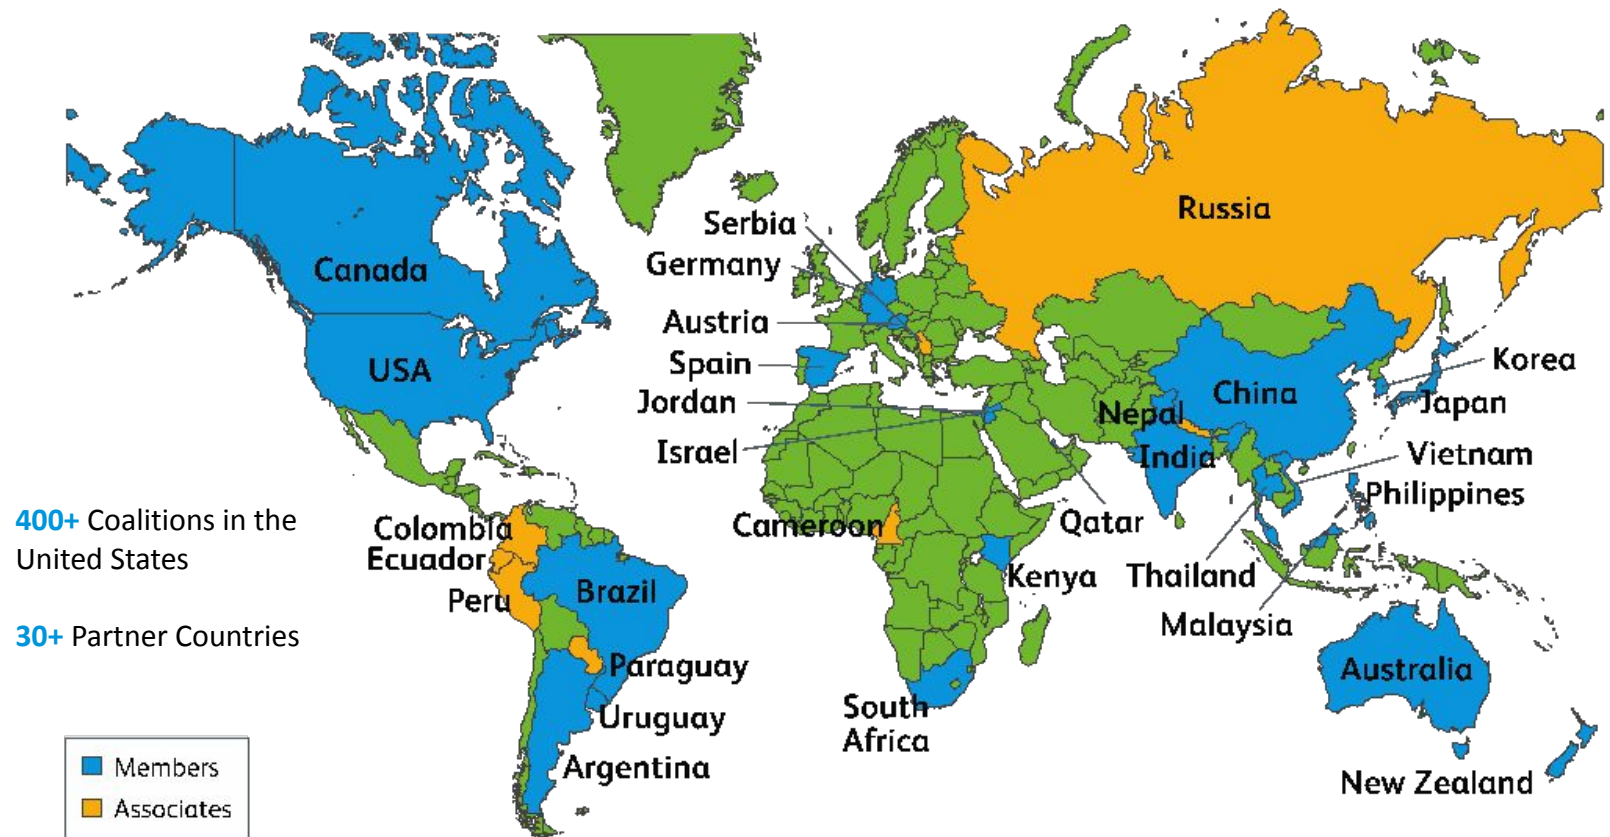 Serbia
Russia
Germany
Canada
Austria
Spain
USA
Jordan
Israel
Korea
China
Japan
Nepal
India
Vietnam
Philippines
400+ Coalitions in the
United States
30+ Partner Countries
Colombia
Ecuador
Peru
Brazil
Cameroon
Qatar
Kenya
Thailand
Malaysia
Paraguay
Uruguay
Argentina
South
Africa
Australia
New Zealand
Members
Associates